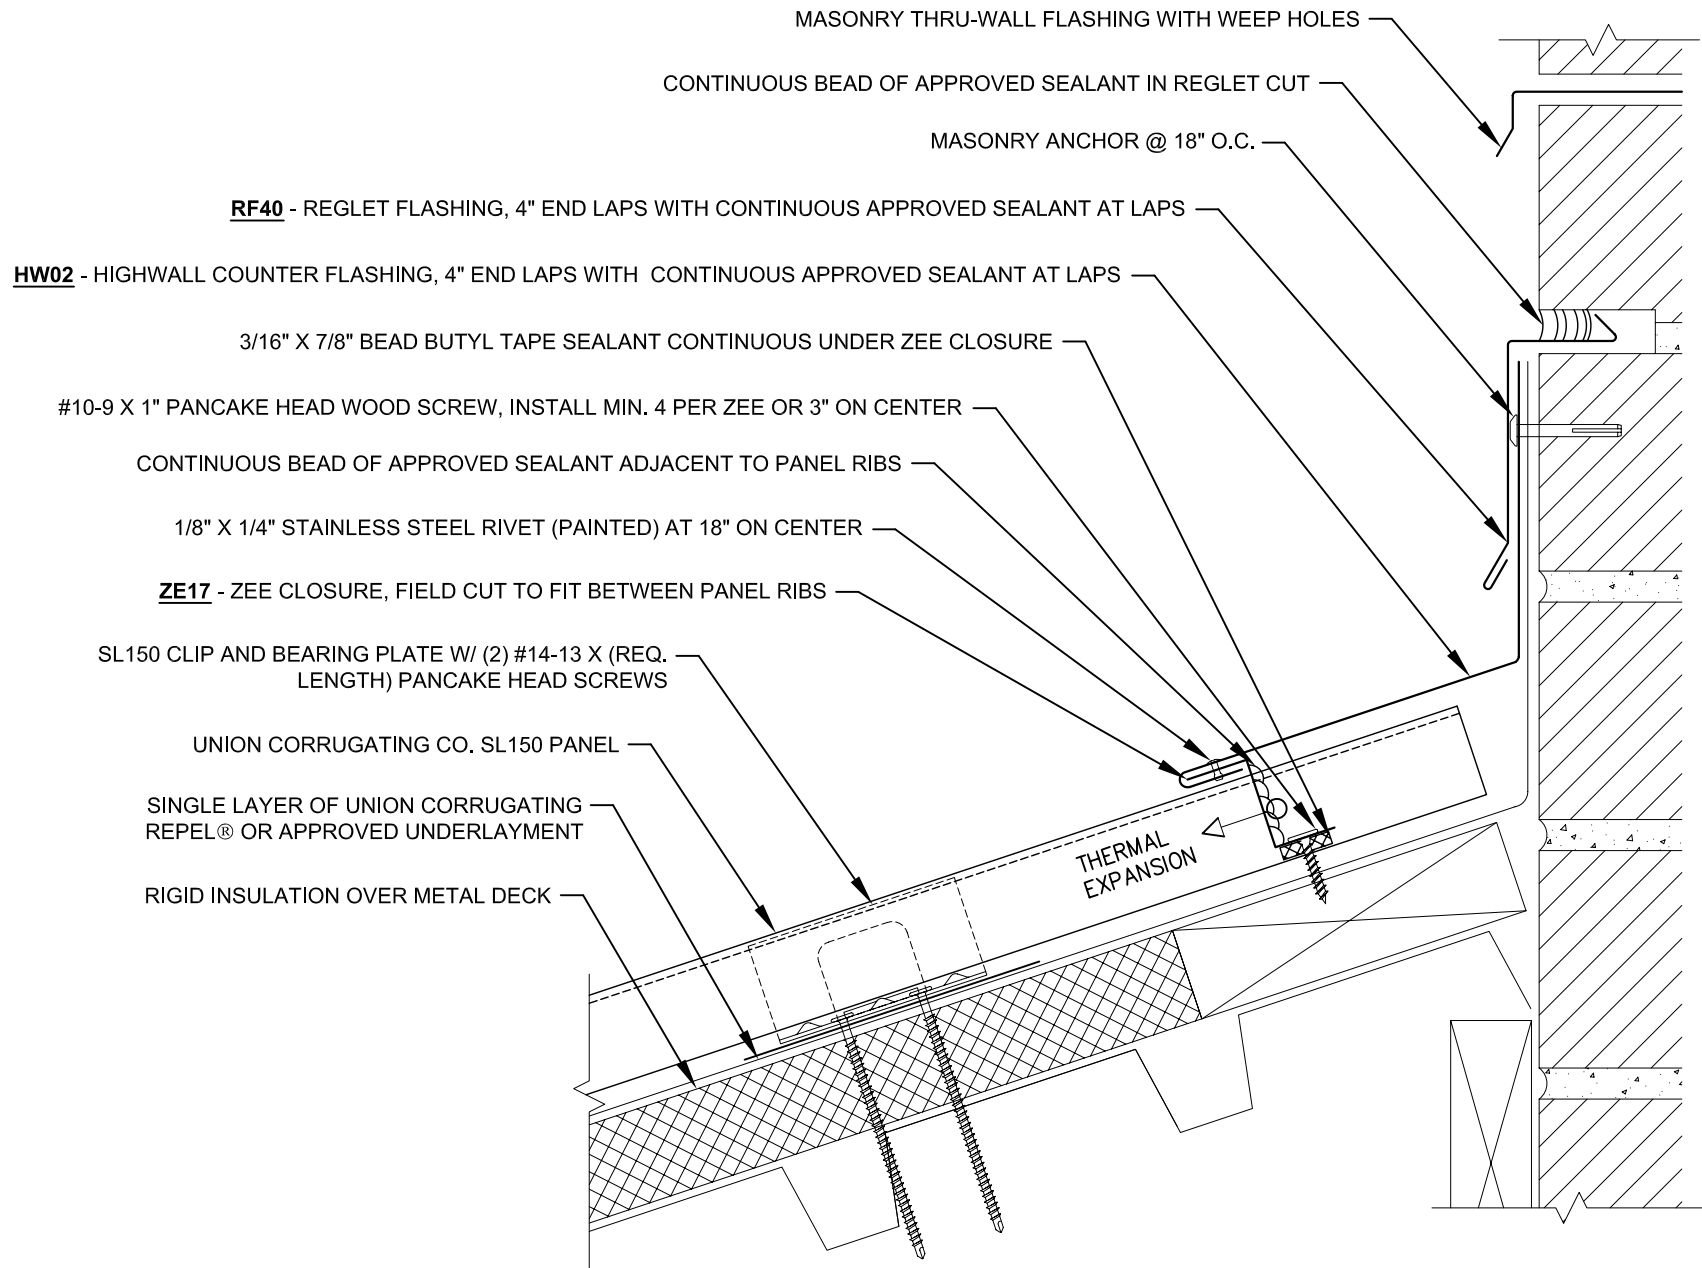 MASONRY THRU-WALL FLASHING WITH WEEP HOLES
CONTINUOUS BEAD OF APPROVED SEALANT IN REGLET CUT
MASONRY ANCHOR @ 18" O.C.
RF40 - REGLET FLASHING, 4" END LAPS WITH CONTINUOUS APPROVED SEALANT AT LAPS
HW02 - HIGHWALL COUNTER FLASHING, 4" END LAPS WITH CONTINUOUS APPROVED SEALANT AT LAPS
3/16" X 7/8" BEAD BUTYL TAPE SEALANT CONTINUOUS UNDER ZEE CLOSURE
#10-9 X 1" PANCAKE HEAD WOOD SCREW, INSTALL MIN. 4 PER ZEE OR 3" ON CENTER
CONTINUOUS BEAD OF APPROVED SEALANT ADJACENT TO PANEL RIBS
1/8" X 1/4" STAINLESS STEEL RIVET (PAINTED) AT 18" ON CENTER
ZE17 - ZEE CLOSURE, FIELD CUT TO FIT BETWEEN PANEL RIBS
SL150 CLIP AND BEARING PLATE W/ (2) #14-13 X (REQ.
LENGTH) PANCAKE HEAD SCREWS
UNION CORRUGATING CO. SL150 PANEL
SINGLE LAYER OF UNION CORRUGATING
REPEL® OR APPROVED UNDERLAYMENT
RIGID INSULATION OVER METAL DECK
THERMAL
EXPANSION